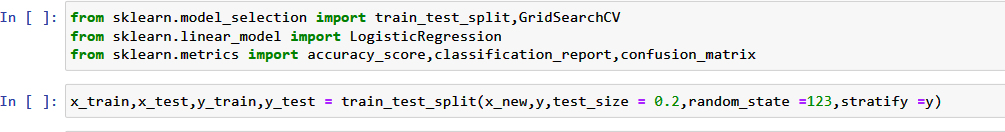 In [ ]: from sklearn.model_selection import train_test_split,GridSearchCV
from sklearn.linear_model import LogisticRegression
from sklearn.metrics import accuracy_score,classification_report,confusion_matrix
In [ ]: x_train,x_test,y_train,y_test = train_test_split(x_new,y,test_size = 0.2,random_state =123,stratify =y)